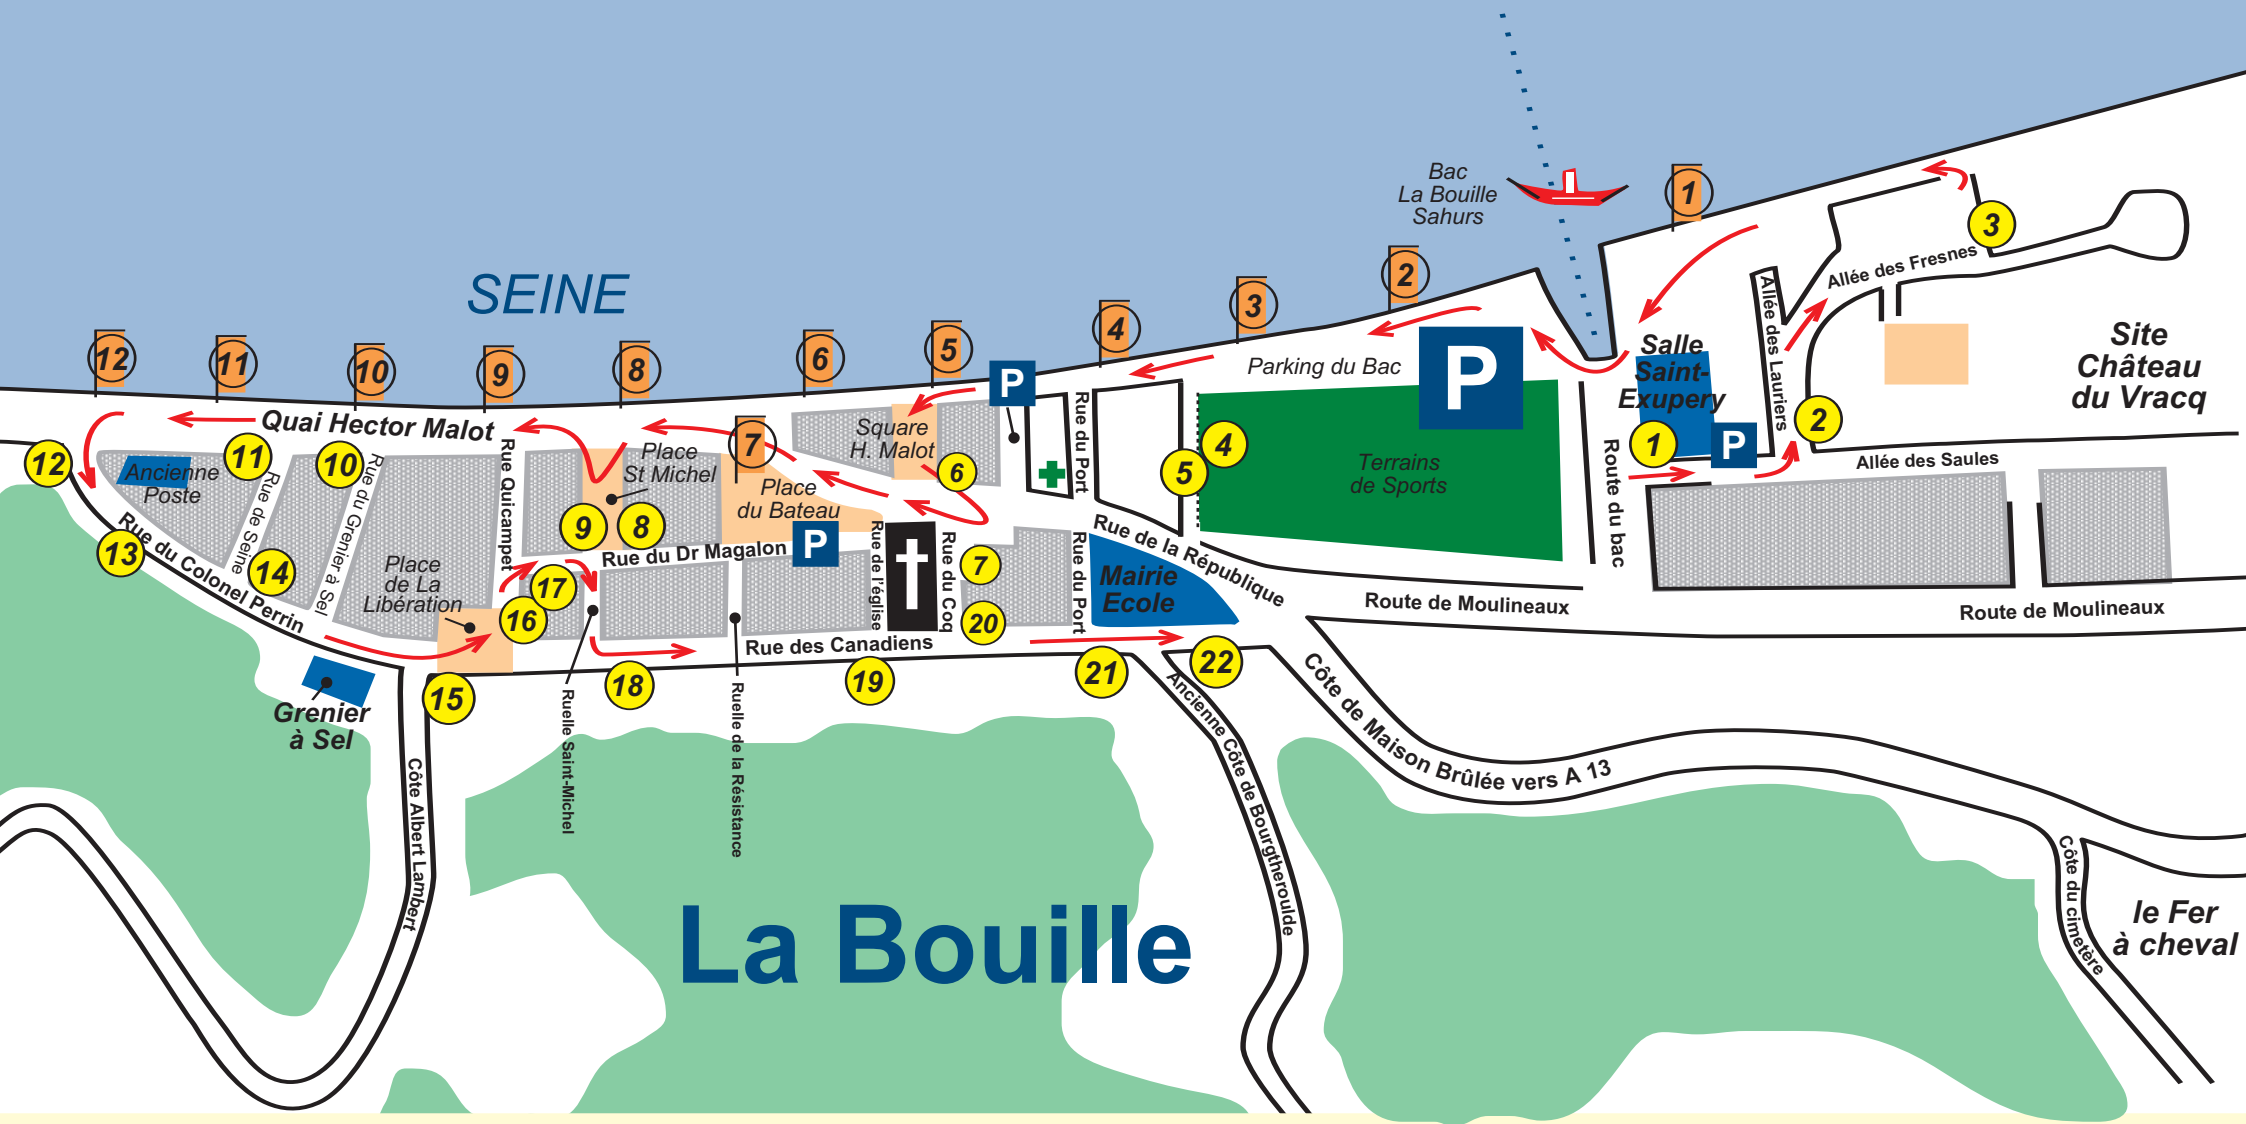 1
Bac
La Bouille
Sahurs
2
3
4
5
6
7
8
9
10
11
12
SEINE
3
Allée des Fresnes
Allée des Lauriers
Site
Château
du Vracq
Salle
Saint-
Exupery
P
Parking du Bac
P
P
1
2
Allée des Saules
Route du bac
Terrains
de Sports
4
5
Rue du Port
Square
H. Malot
6
Quai Hector Malot
Place
St Michel
Place
du Bateau
P
Rue Quicampet
12
11
10
Ancienne
Poste
Rue de Seine
Rue du Grenier à Sel
9
8
Rue du Dr Magalon
Rue de l'église
Rue du Coq
7
20
Rue du Port
Mairie
Ecole
Rue de la République
Route de Moulineaux
Route de Moulineaux
13
14
Rue du Colonel Perrin
Place
de La
Libération
16
17
Rue des Canadiens
15
18
19
21
22
Grenier
à Sel
Côte Albert Lambert
Ruelle Saint-Michel
Ruelle de la Résistance
Ancienne Côte de Bourgtheroulde
Côte de Maison Brûlée vers A 13
Côte du cimetère
le Fer
à cheval
La Bouille